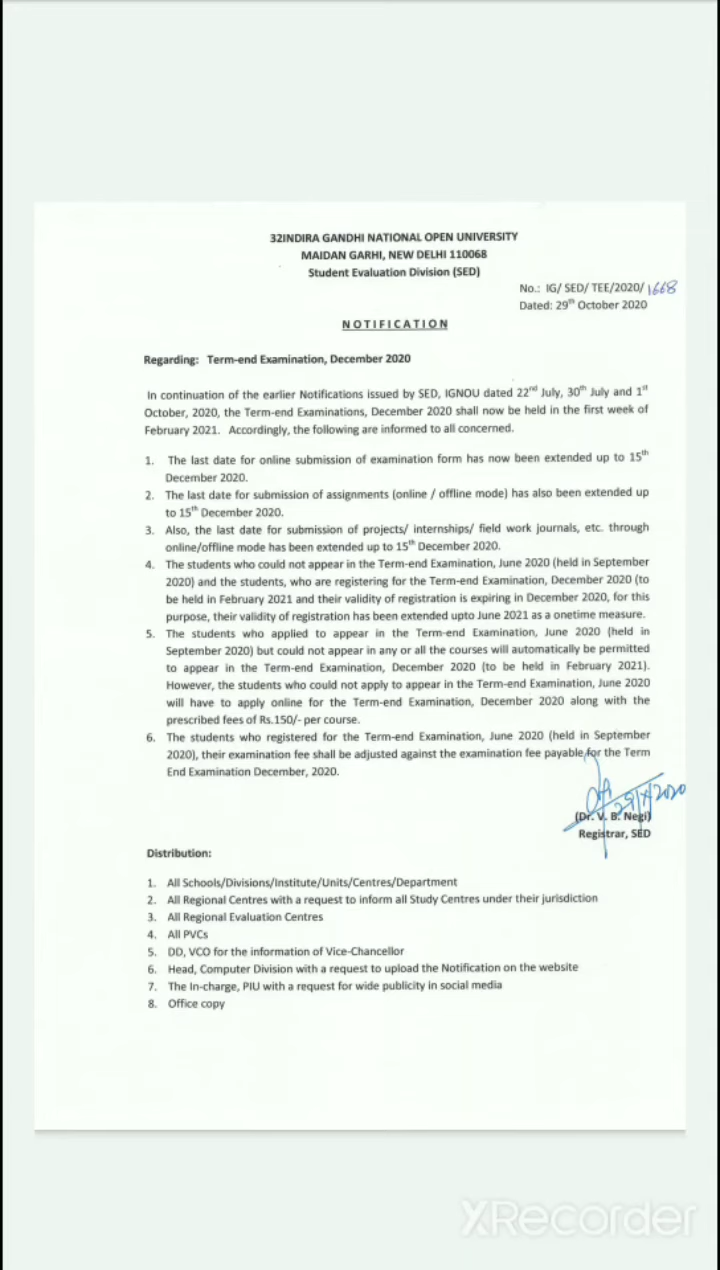 32INDIRA GANDHI NATIONAL OPEN UNIVERSITY
MAIDAN GARHI, NEW DELHI 110068
Student Evaluation Division (SED)
No.: IG/ SED/ TEE/2020/ 1668
Dated: 29th October 2020
NOTIFICATION
Regarding: Term-end Examination, December 2020
In continuation of the earlier Notifications issued by SED, IGNOU dated 22nd July, 30th July and 1st
October, 2020, the Term-end Examinations, December 2020 shall now be held in the first week of
February 2021. Accordingly, the following are informed to all concerned.
1. The last date for online submission of examination form has now been extended up to 15th
December 2020.
2. The last date for submission of assignments (online / offline mode) has also been extended up
to 15th December 2020.
3. Also, the last date for submission of projects/ internships/ field work journals, etc. through
online/offline mode has been extended up to 15th December 2020.
4. The students who could not appear in the Term-end Examination, June 2020 (held in September
2020) and the students, who are registering for the Term-end Examination, December 2020 (to
be held in February 2021 and their validity of registration is expiring in December 2020, for this
purpose, their validity of registration has been extended upto June 2021 as a onetime measure.
5. The students who applied to appear in the Term-end Examination, June 2020 (held in
September 2020) but could not appear in any or all the courses will automatically be permitted
to appear in the Term-end Examination, December 2020 (to be held in February 2021).
However, the students who could not apply to appear in the Term-end Examination, June 2020
will have to apply online for the Term-end Examination, December 2020 along with the
prescribed fees of Rs.150/- per course.
6. The students who registered for the Term-end Examination, June 2020 (held in September
2020), their examination fee shall be adjusted against the examination fee payable for the Term
End Examination December, 2020.
29/X/2020
(Dr. V. B. Negi)
Registrar, SED
Distribution:
1. All Schools/Divisions/Institute/Units/Centres/Department
2. All Regional Centres with a request to inform all Study Centres under their jurisdiction
3. All Regional Evaluation Centres
4. All PVCs
5. DD, VCO for the information of Vice-Chancellor
6. Head, Computer Division with a request to upload the Notification on the website
7. The In-charge, PIU with a request for wide publicity in social media
8. Office copy
XRecorder